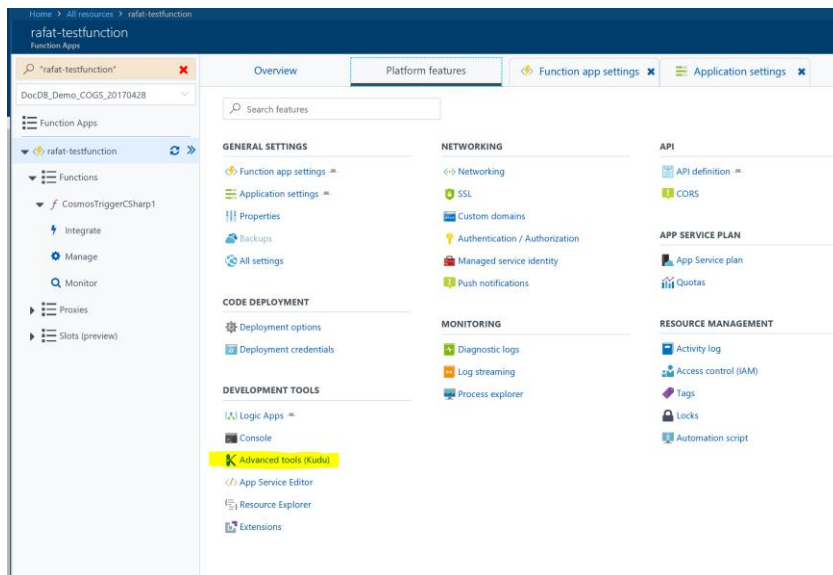 Home > All resources > rafat-testfunction
rafat-testfunction
Function Apps
"rafat-testfunction"
DocDB_Demo_COGS_20170428
Function Apps
rafat-testfunction
Functions
CosmosTriggerCSharp1
Integrate
Manage
Monitor
Proxies
Slots (preview)
Overview
Platform features
Function app settings
Application settings
Search features
GENERAL SETTINGS
Function app settings
Application settings
Properties
Backups
All settings
CODE DEPLOYMENT
Deployment options
Deployment credentials
DEVELOPMENT TOOLS
Logic Apps
Console
Advanced tools (Kudu)
App Service Editor
Resource Explorer
Extensions
NETWORKING
Networking
SSL
Custom domains
Authentication / Authorization
Managed service identity
Push notifications
MONITORING
Diagnostic logs
Log streaming
Process explorer
API
API definition
CORS
APP SERVICE PLAN
App Service plan
Quotas
RESOURCE MANAGEMENT
Activity log
Access control (IAM)
Tags
Locks
Automation script